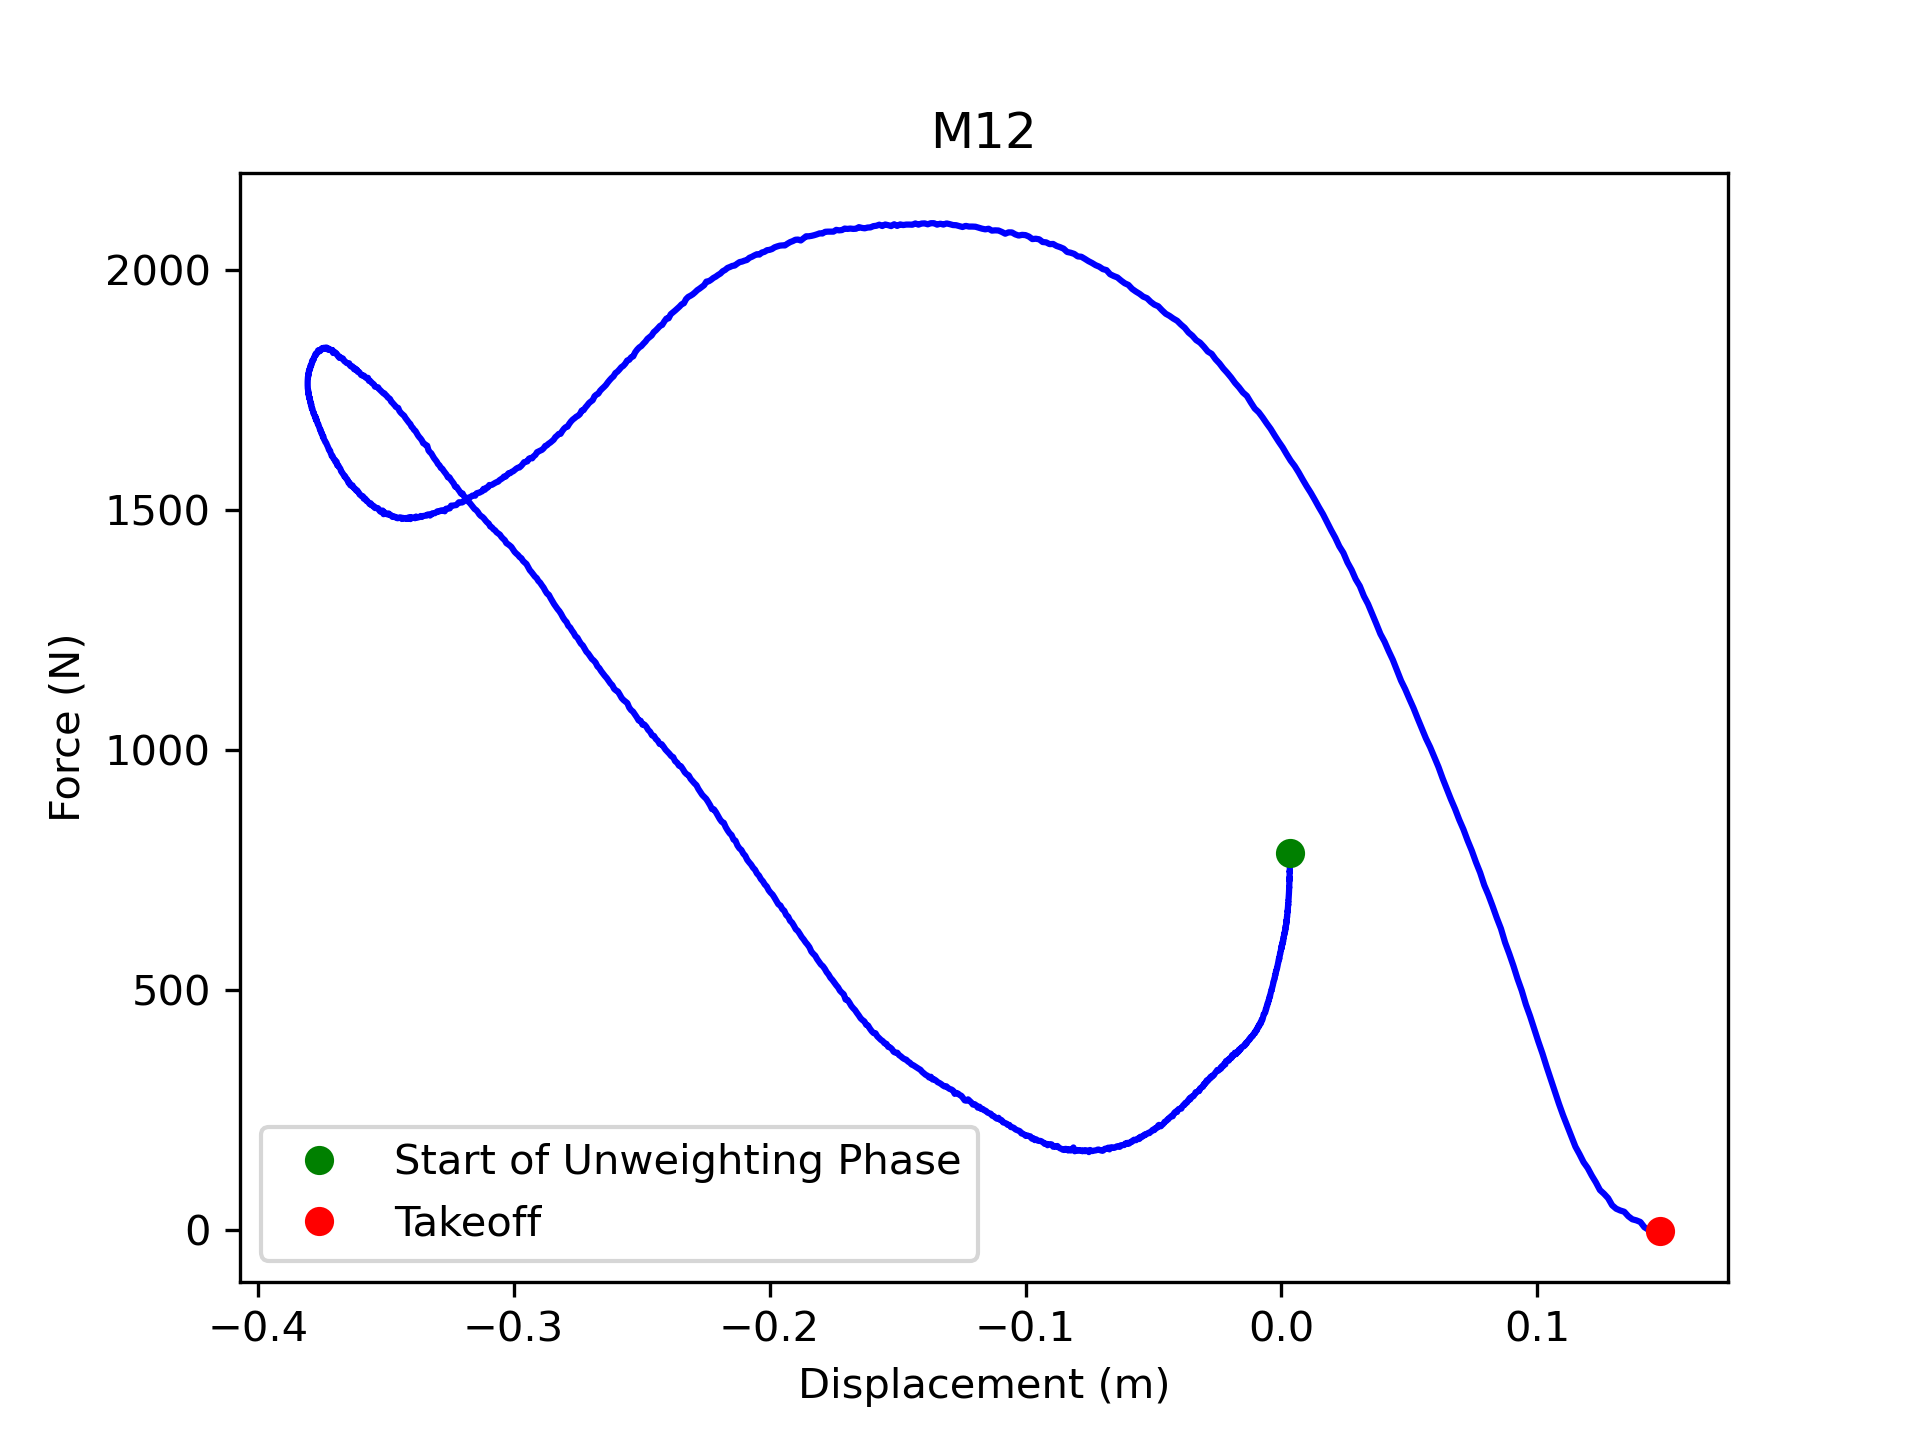 M12
Force (N)
2000
1500
1000
500
0
Start of Unweighting Phase
Takeoff
−0.4 −0.3 −0.2 −0.1 0.0 0.1
Displacement (m)